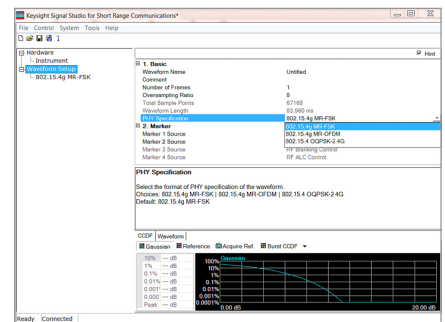 Keysight Signal Studio for Short Range Communications*
File Control System Tools Help
Hardware
Instrument
Waveform Setup
802.15.4g MR-FSK
Hint
1. Basic
Waveform Name Untitled
Comment
Number of Frames 1
Oversampling Ratio 8
Total Sample Points 67168
Waveform Length 83.960 ms
PHY Specification 802.15.4g MR-FSK
2. Marker 802.15.4g MR-FSK
Marker 1 Source 802.15.4g MR-OFDM
Marker 2 Source 802.15.4 OQPSK-2.4G
Marker 3 Source RF Blanking Control
Marker 4 Source RF ALC Control
PHY Specification
Select the format of PHY specification of the waveform.
Choices: 802.15.4g MR-FSK | 802.15.4g MR-OFDM | 802.15.4 OQPSK-2.4G
Default: 802.15.4g MR-FSK
CCDF Waveform
Gaussian Reference Acquire Ref. Burst CCDF
10% --- dB
1% --- dB
0.1% --- dB
0.01% --- dB
0.001% --- dB
0.000 --- dB
Peak --- dB
Gaussian
100%
10%
1%
0.1%
0.01%
0.001%
0.0001%
0.00 dB 20.00 dB
Ready Connected